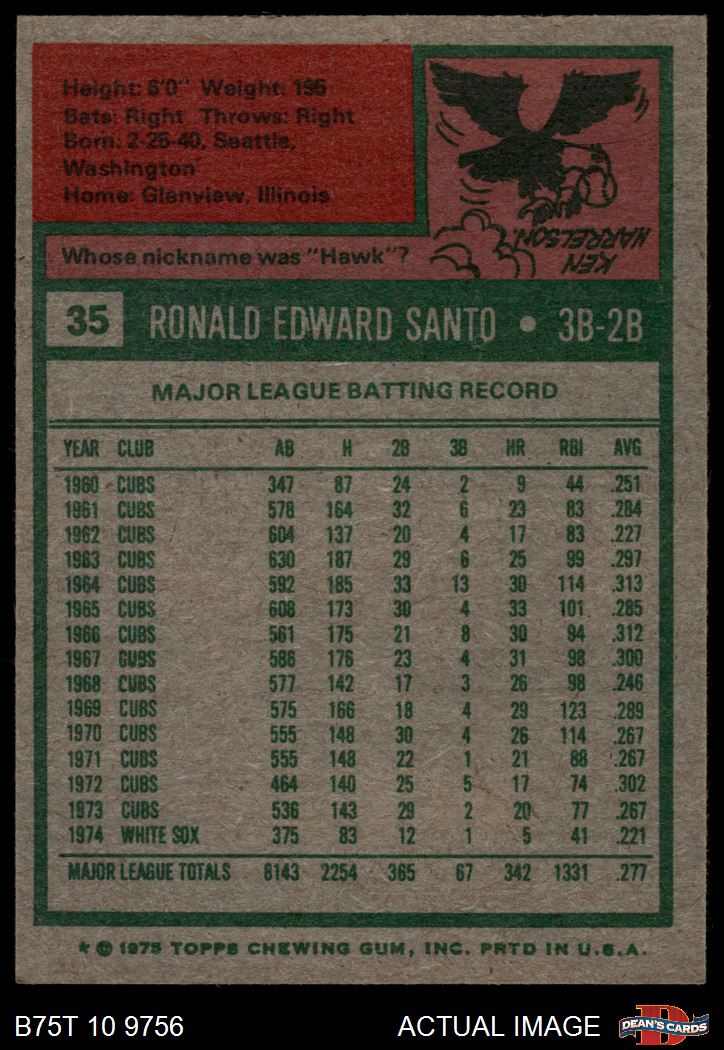 Height: 6'0" Weight: 195
Bats: Right Throws: Right
Born: 2-25-40, Seattle,
Washington
Home: Glenview, Illinois
Whose nickname was "Hawk"?
KEN
HARRELSON.
35 RONALD EDWARD SANTO • 3B-2B
MAJOR LEAGUE BATTING RECORD
YEAR CLUB AB H 2B 3B HR RBI AVG
1960 CUBS 347 87 24 2 9 44 .251
1961 CUBS 578 164 32 6 23 83 .284
1962 CUBS 604 137 20 4 17 83 .227
1963 CUBS 630 187 29 6 25 99 .297
1964 CUBS 592 185 33 13 30 114 .313
1965 CUBS 608 173 30 4 33 101 .285
1966 CUBS 561 175 21 8 30 94 .312
1967 CUBS 586 176 23 4 31 98 .300
1968 CUBS 577 142 17 3 26 98 .246
1969 CUBS 575 166 18 4 29 123 .289
1970 CUBS 555 148 30 4 26 114 .267
1971 CUBS 555 148 22 1 21 88 .267
1972 CUBS 464 140 25 5 17 74 .302
1973 CUBS 536 143 29 2 20 77 .267
1974 WHITE SOX 375 83 12 1 5 41 .221
MAJOR LEAGUE TOTALS 8143 2254 365 67 342 1331 .277
* © 1975 TOPPS CHEWING GUM, INC. PRTD IN U.S.A.
B75T 10 9756 ACTUAL IMAGE
D
DEAN'S CARDS